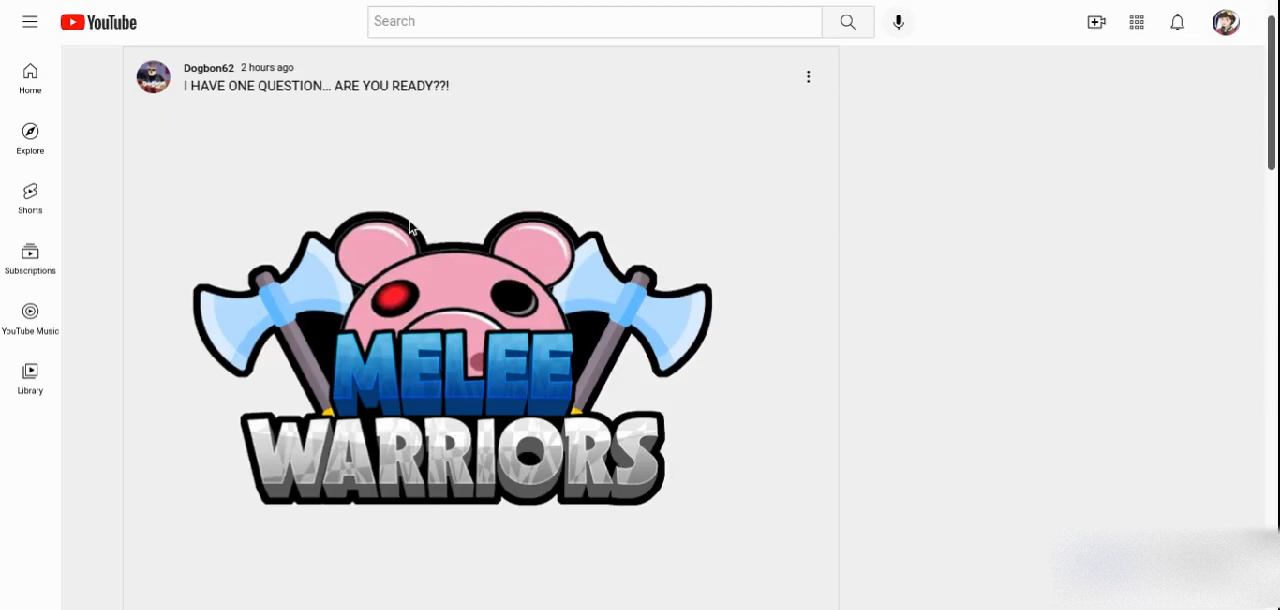 YouTube
Search
Dogbon62 2 hours ago
I HAVE ONE QUESTION... ARE YOU READY??!
Home
Explore
Shorts
Subscriptions
YouTube Music
Library
MELEE
WARRIORS